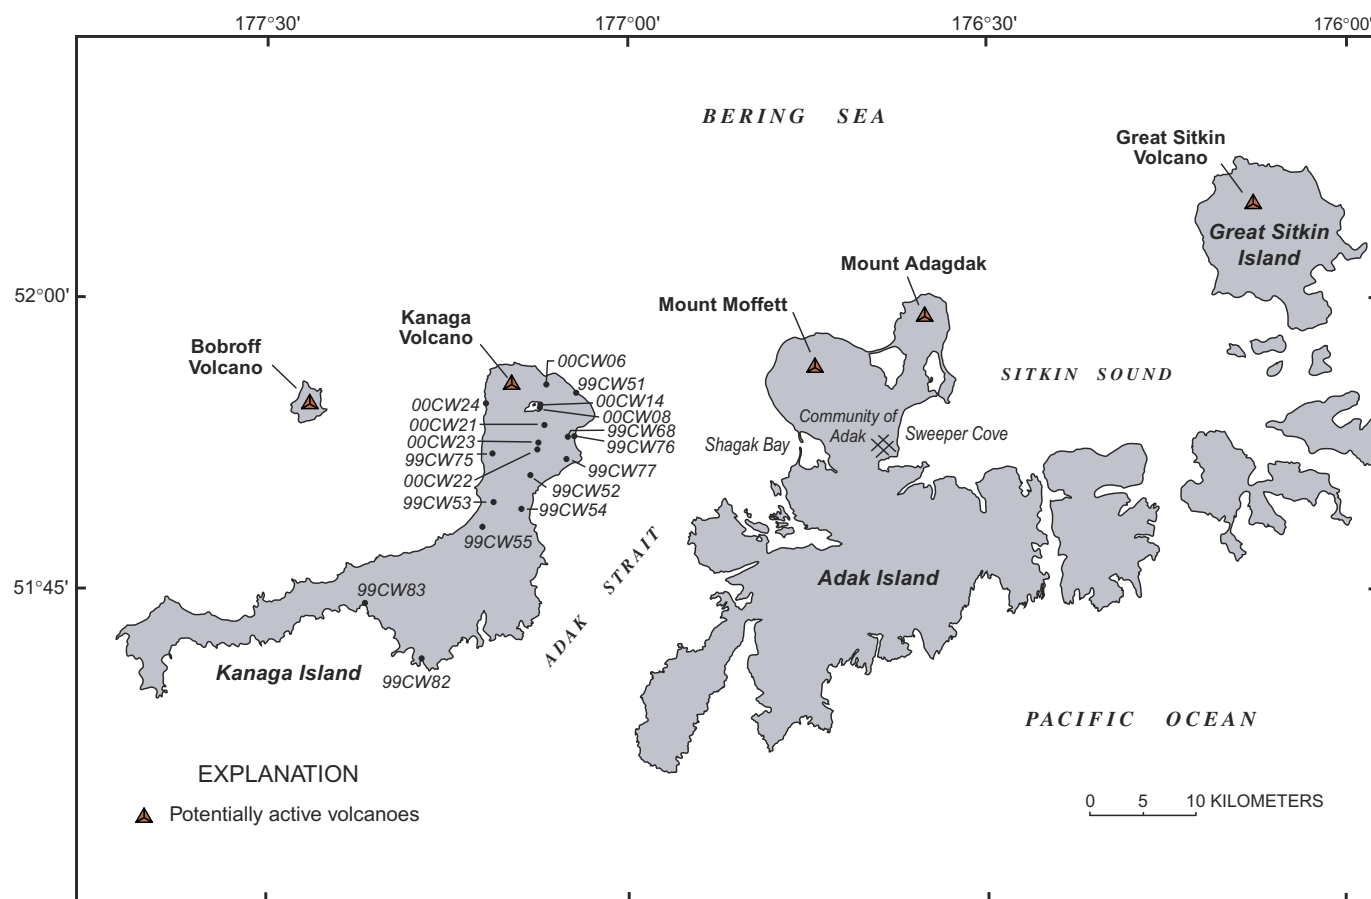 177°30'
177°00'
176°30'
176°00'
BERING SEA
Great Sitkin
Volcano
Great Sitkin
Island
Mount Adagdak
52°00'
Mount Moffett
Kanaga
Volcano
Bobroff
Volcano
00CW06
SITKIN SOUND
99CW51
00CW14
00CW24
00CW08
Community of
Adak
00CW21
99CW68
Sweeper Cove
00CW23
99CW76
Shagak Bay
99CW75
99CW77
00CW22
99CW52
99CW53
99CW54
99CW55
ADAK STRAIT
Adak Island
51°45'
99CW83
Kanaga Island
99CW82
PACIFIC OCEAN
EXPLANATION
Potentially active volcanoes
0 5 10 KILOMETERS